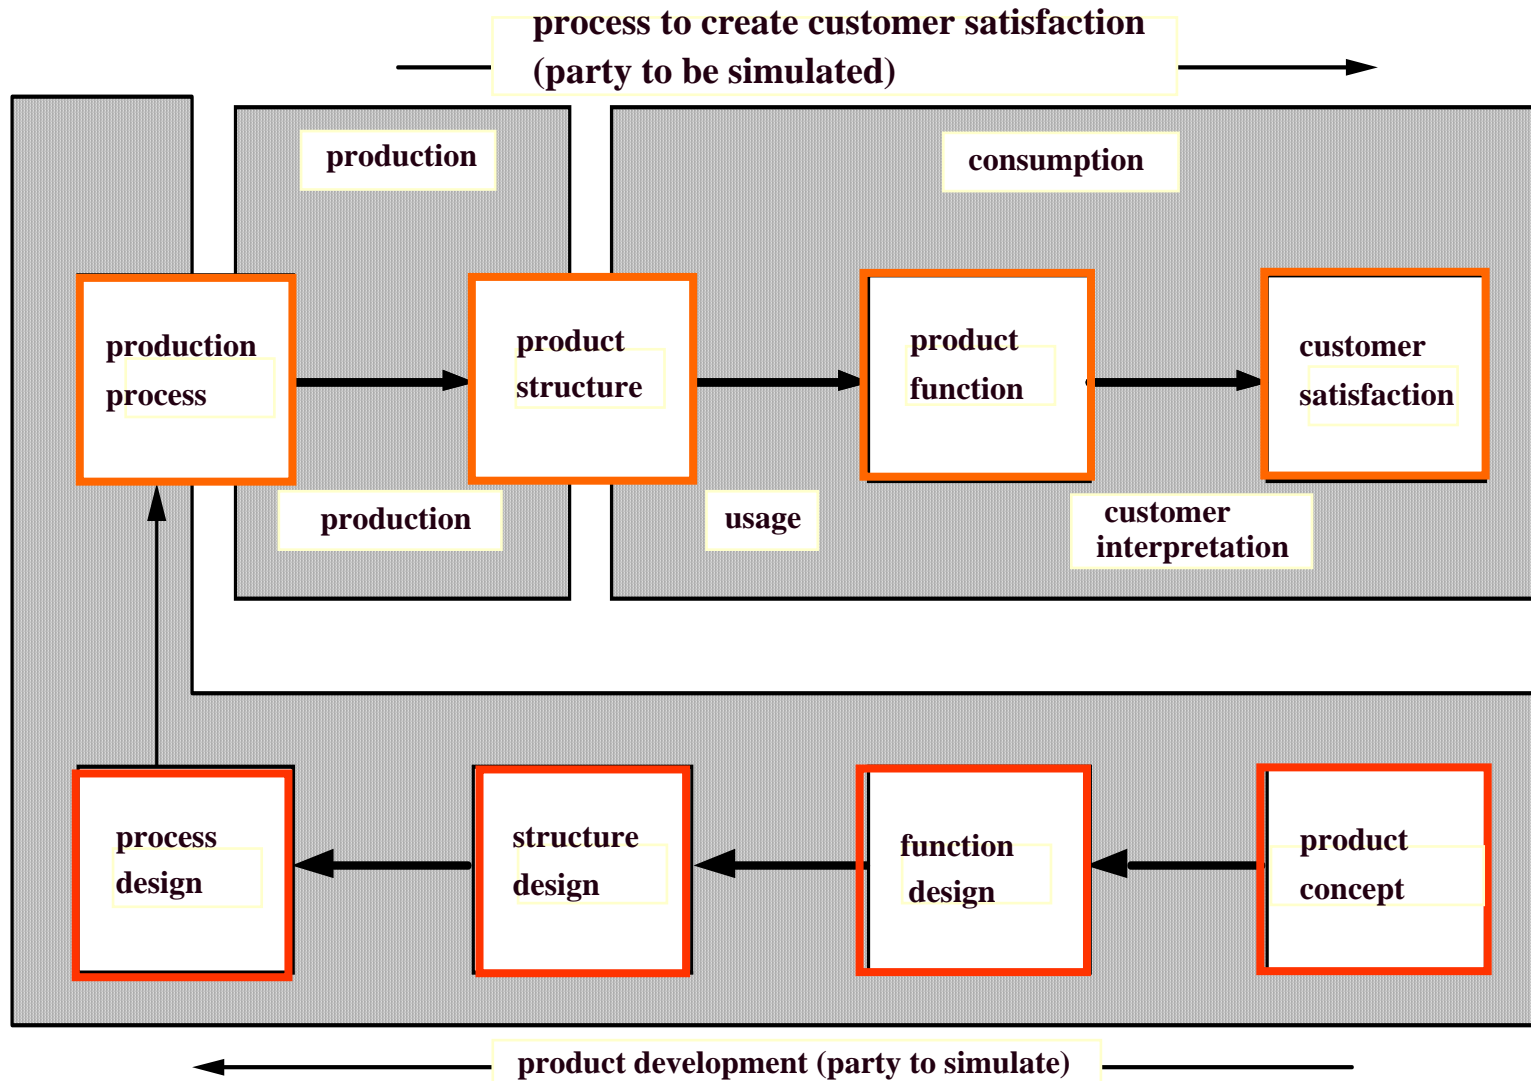 process to create customer satisfaction
(party to be simulated)
production
consumption
production
process
product
structure
product
function
customer
satisfaction
production
usage
customer
interpretation
process
design
structure
design
function
design
product
concept
product development (party to simulate)